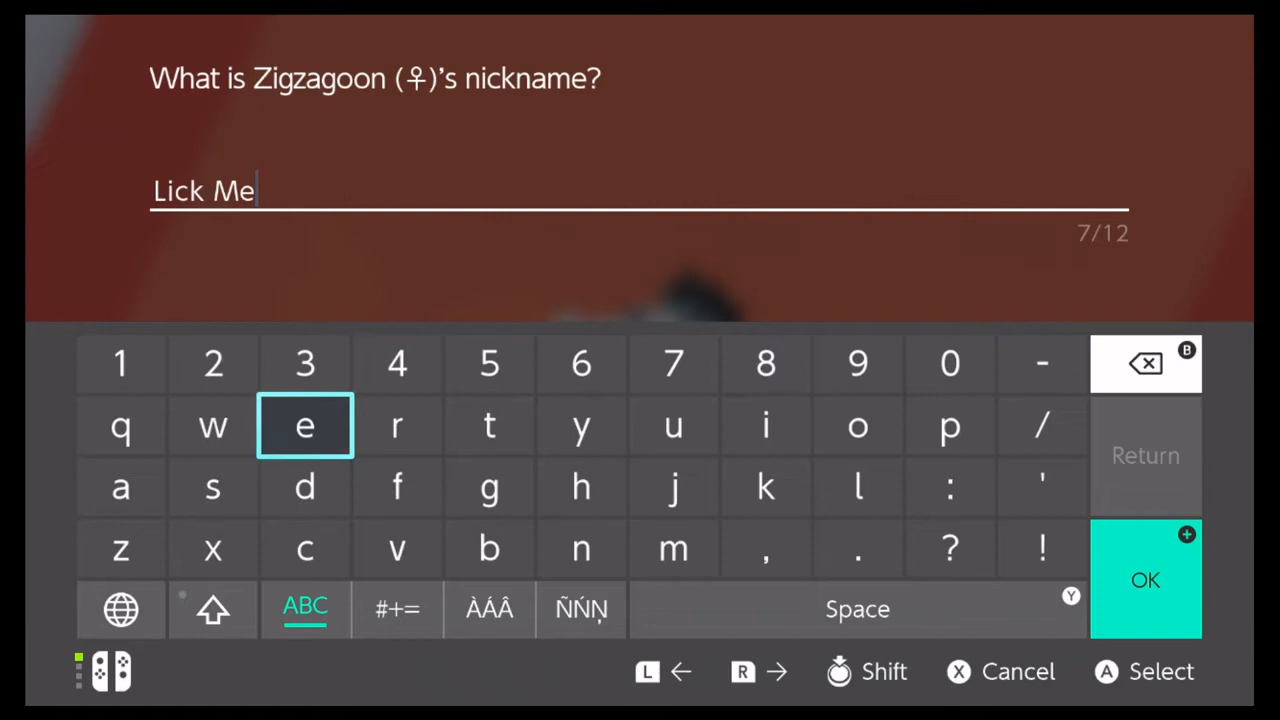 What is Zigzagoon (♀)'s nickname?
Lick Me
7/12
1 2 3 4 5 6 7 8 9 0 -
B
q w e r t y u i o p /
Return
a s d f g h j k l : '
z x c v b n m , . ? !
+
OK
ABC #+= ÀÁÂ ÑŃŅ Space Y
L ← R → Shift X Cancel A Select